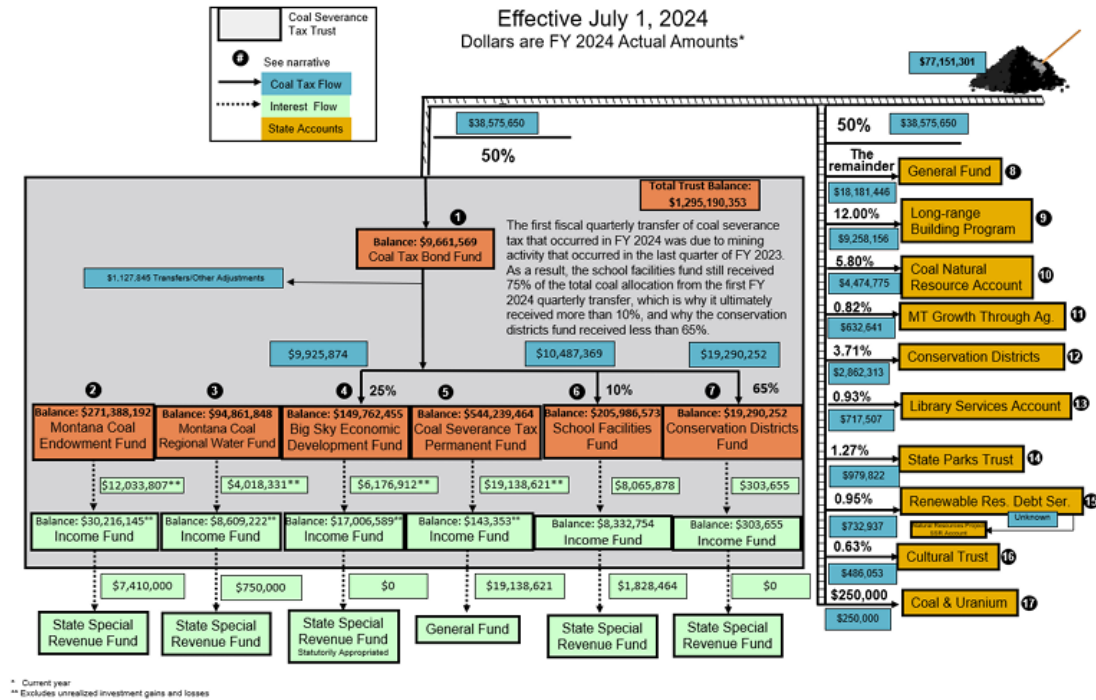 Effective July 1, 2024
Dollars are FY 2024 Actual Amounts*
Coal Severance
Tax Trust
#
See narrative
Coal Tax Flow
Interest Flow
State Accounts
$77,151,301
$38,575,650
50%
50%
$38,575,650
Total Trust Balance:
$1,295,190,353
1
Balance: $9,661,569
Coal Tax Bond Fund
The first fiscal quarterly transfer of coal severance
tax that occurred in FY 2024 was due to mining
activity that occurred in the last quarter of FY 2023.
As a result, the school facilities fund still received
75% of the total coal allocation from the first FY
2024 quarterly transfer, which is why it ultimately
received more than 10%, and why the conservation
districts fund received less than 65%.
$1,127,845 Transfers/Other Adjustments
$9,925,874
$10,487,369
$19,290,252
2
3
4
25%
5
6
10%
7
65%
Balance: $271,388,192
Montana Coal
Endowment Fund
Balance: $94,861,848
Montana Coal
Regional Water Fund
Balance: $149,762,455
Big Sky Economic
Development Fund
Balance: $544,239,464
Coal Severance Tax
Permanent Fund
Balance: $205,986,573
School Facilities
Fund
Balance: $19,290,252
Conservation Districts
Fund
$12,033,807**
$4,018,331**
$6,176,912**
$19,138,621**
$8,065,878
$303,655
Balance: $30,216,145**
Income Fund
Balance: $8,609,222**
Income Fund
Balance: $17,006,589**
Income Fund
Balance: $143,353**
Income Fund
Balance: $8,332,754
Income Fund
Balance: $303,655
Income Fund
$7,410,000
$750,000
$0
$19,138,621
$1,828,464
$0
State Special
Revenue Fund
State Special
Revenue Fund
State Special
Revenue Fund
Statutorily Appropriated
General Fund
State Special
Revenue Fund
State Special
Revenue Fund
The
remainder
$18,181,446
General Fund
8
12.00%
$9,258,156
Long-range
Building Program
9
5.80%
$4,474,775
Coal Natural
Resource Account
10
0.82%
$632,641
MT Growth Through Ag.
11
3.71%
$2,862,313
Conservation Districts
12
0.93%
$717,507
Library Services Account
13
1.27%
$979,822
State Parks Trust
14
0.95%
$732,937
Renewable Res. Debt Ser.
15
Unknown
Natural Resources
Account
0.63%
$486,053
Cultural Trust
16
$250,000
$250,000
Coal & Uranium
17
* Current year
** Excludes unrealized investment gains and losses